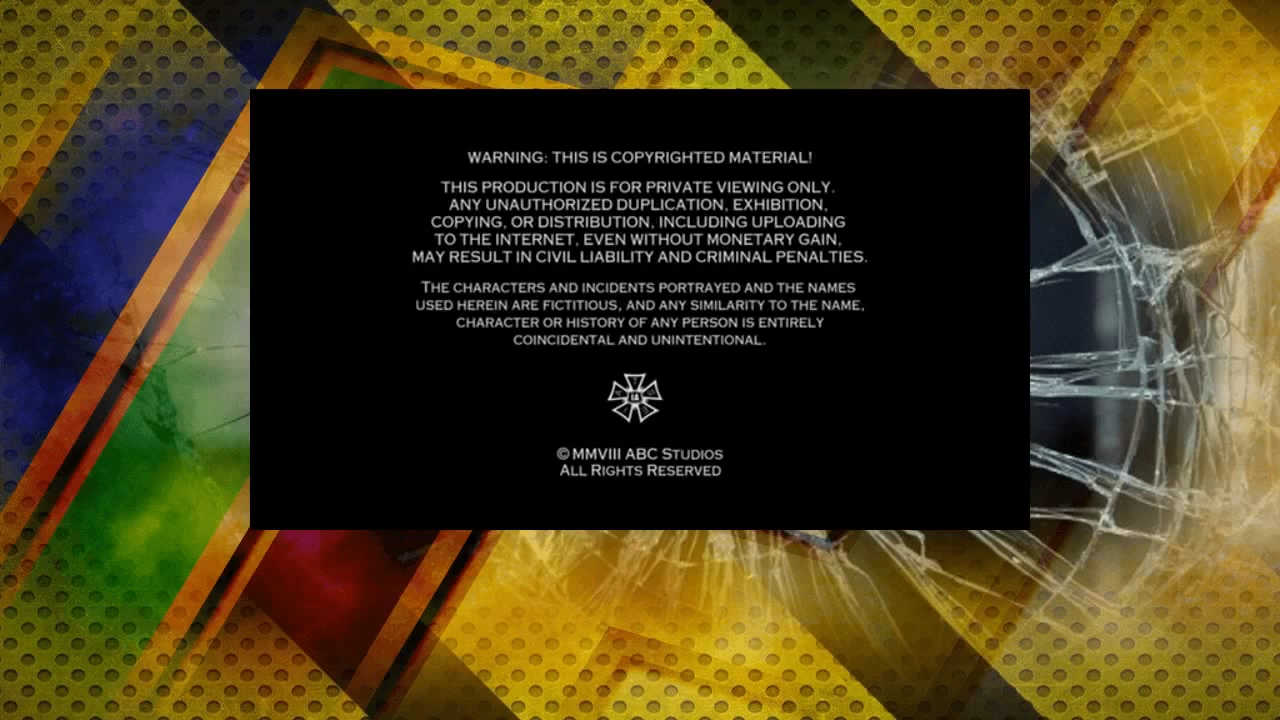 WARNING: THIS IS COPYRIGHTED MATERIAL!
THIS PRODUCTION IS FOR PRIVATE VIEWING ONLY.
ANY UNAUTHORIZED DUPLICATION, EXHIBITION,
COPYING, OR DISTRIBUTION, INCLUDING UPLOADING
TO THE INTERNET, EVEN WITHOUT MONETARY GAIN,
MAY RESULT IN CIVIL LIABILITY AND CRIMINAL PENALTIES.
THE CHARACTERS AND INCIDENTS PORTRAYED AND THE NAMES
USED HEREIN ARE FICTITIOUS, AND ANY SIMILARITY TO THE NAME,
CHARACTER OR HISTORY OF ANY PERSON IS ENTIRELY
COINCIDENTAL AND UNINTENTIONAL.
IA
© MMVIII ABC STUDIOS
ALL RIGHTS RESERVED